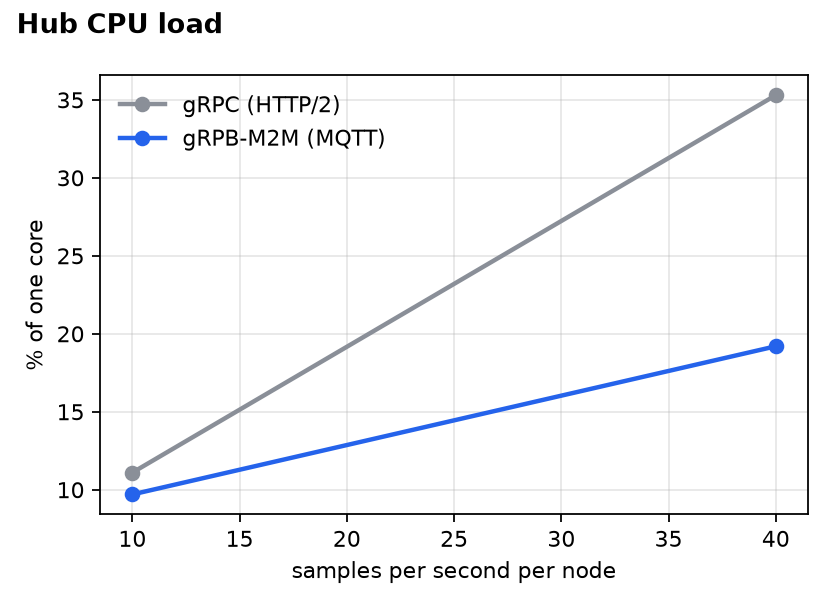 Hub CPU load
gRPC (HTTP/2)
gRPB-M2M (MQTT)
% of one core
35
30
25
20
15
10
10 15 20 25 30 35 40
samples per second per node